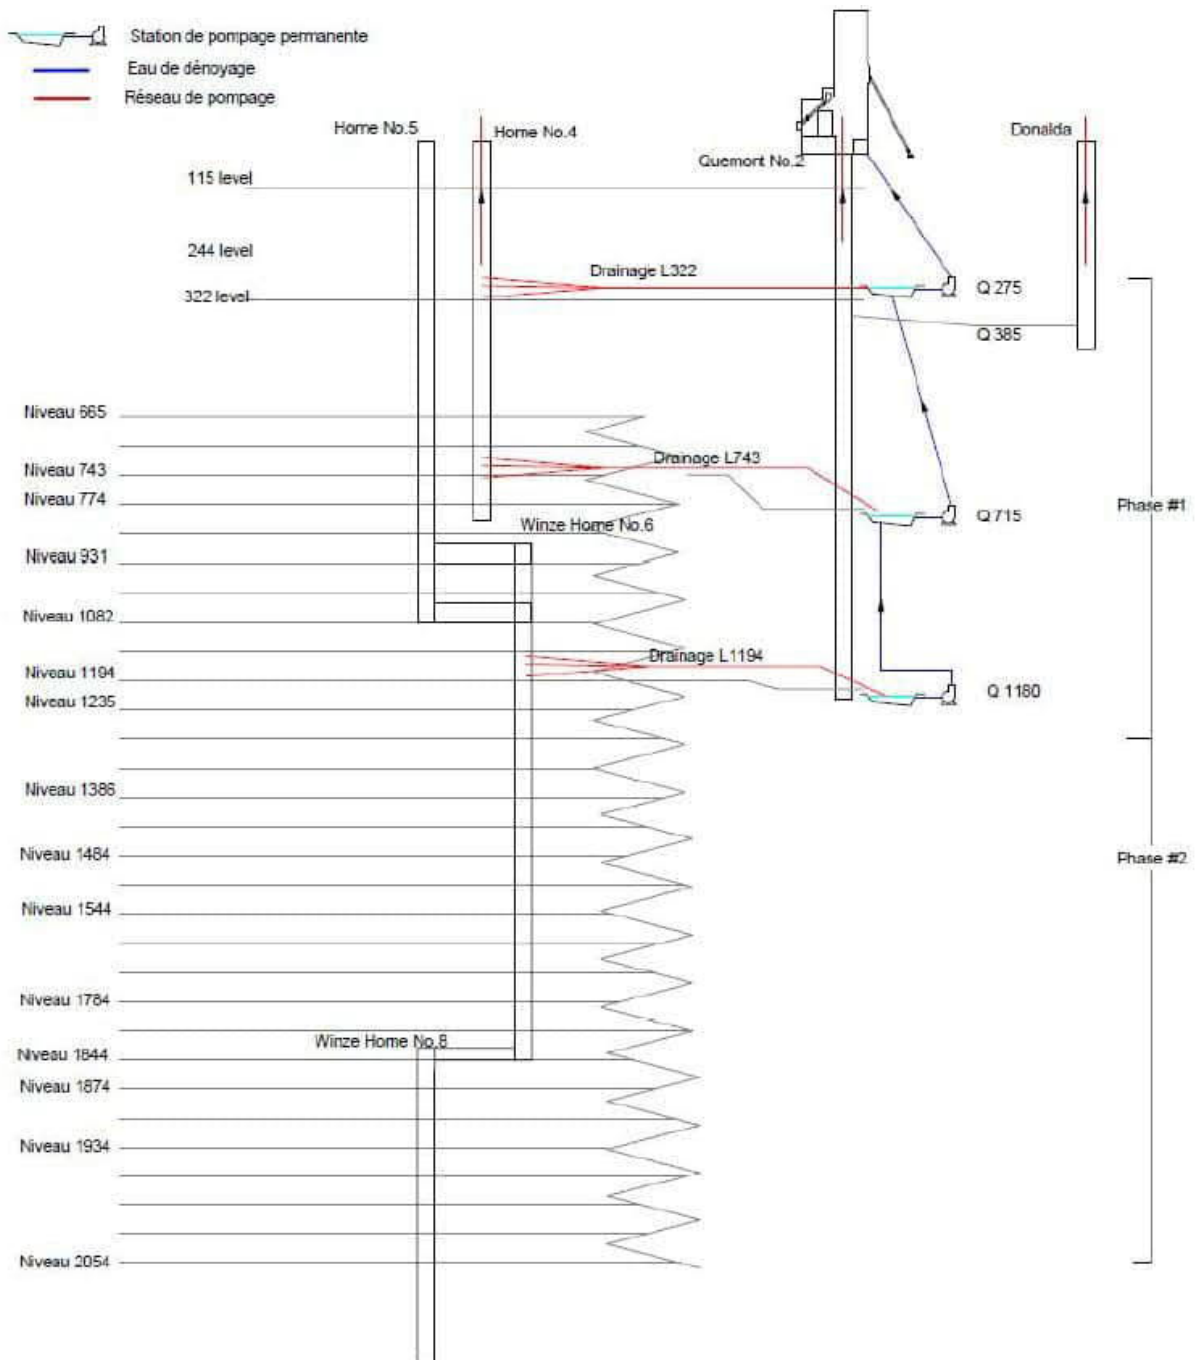 Station de pompage permanente
Eau de dénoyage
Réseau de pompage
Horne No.5
Horne No.4
Quemont No.2
Donalda
115 level
244 level
322 level
Drainage L322
Q 275
Q 385
Niveau 665
Niveau 743
Drainage L743
Niveau 774
Phase #1
Q 715
Winze Horne No.6
Niveau 931
Niveau 1082
Drainage L1194
Niveau 1194
Q 1180
Niveau 1235
Niveau 1386
Niveau 1484
Phase #2
Niveau 1544
Niveau 1784
Winze Horne No.8
Niveau 1844
Niveau 1874
Niveau 1934
Niveau 2054